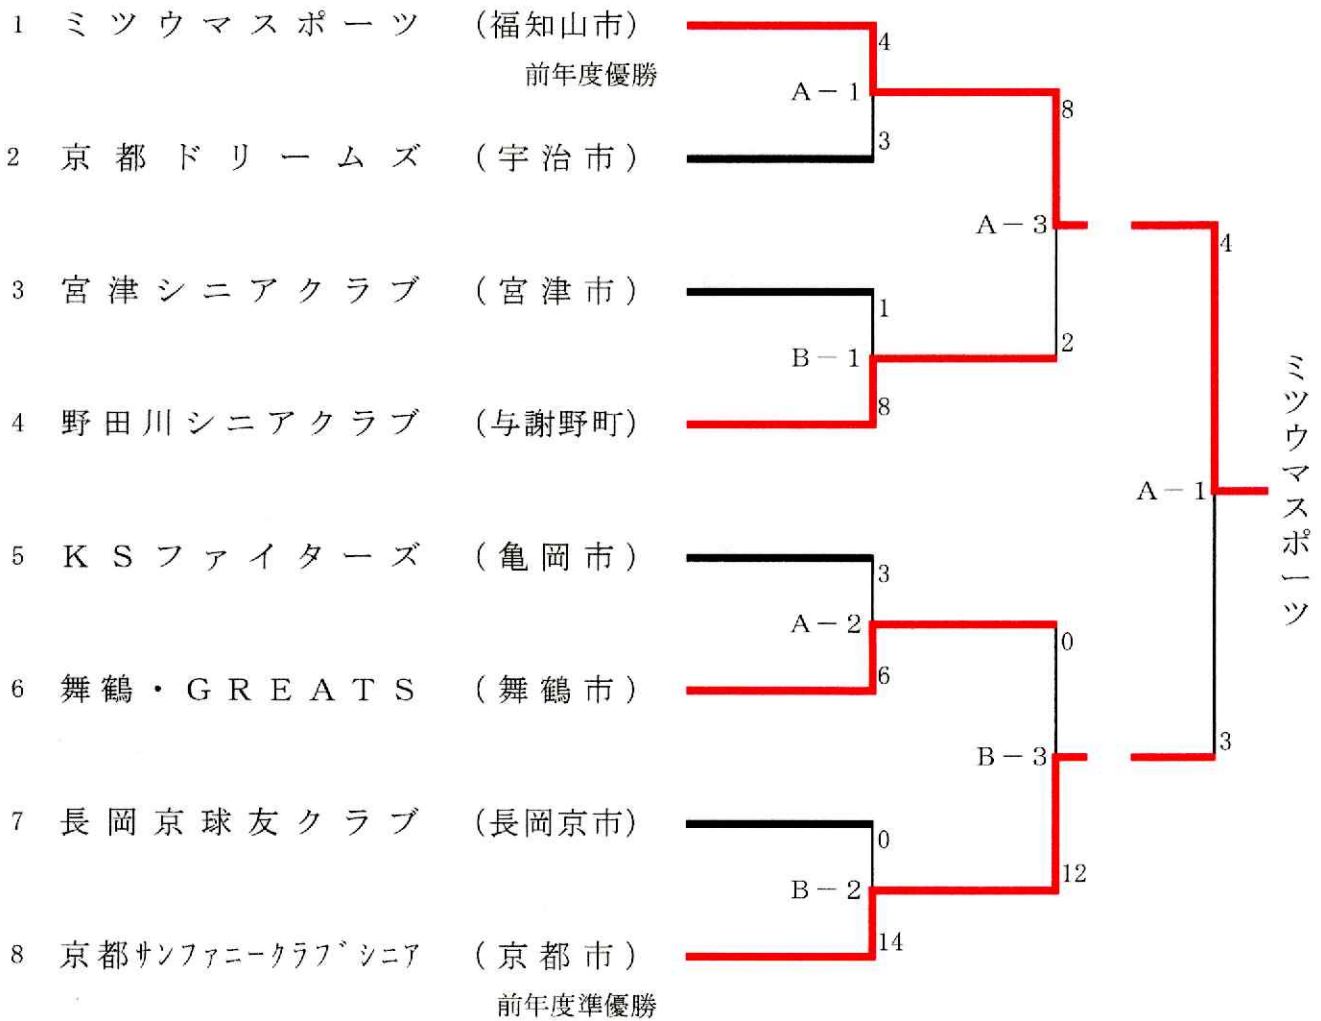 1 ミツウマスポーツ (福知山市)
前年度優勝
2 京都ドリームズ (宇治市)
3 宮津シニアクラブ (宮津市)
4 野田川シニアクラブ (与謝野町)
5 KSファイターズ (亀岡市)
6 舞鶴・GREATS (舞鶴市)
7 長岡京球友クラブ (長岡京市)
8 京都サンファニークラブシニア (京都市)
前年度準優勝
4
A-1
3
1
B-1
8
3
A-2
6
0
B-2
14
8
A-3
2
0
B-3
12
4
A-1
3
ミツウマスポーツ